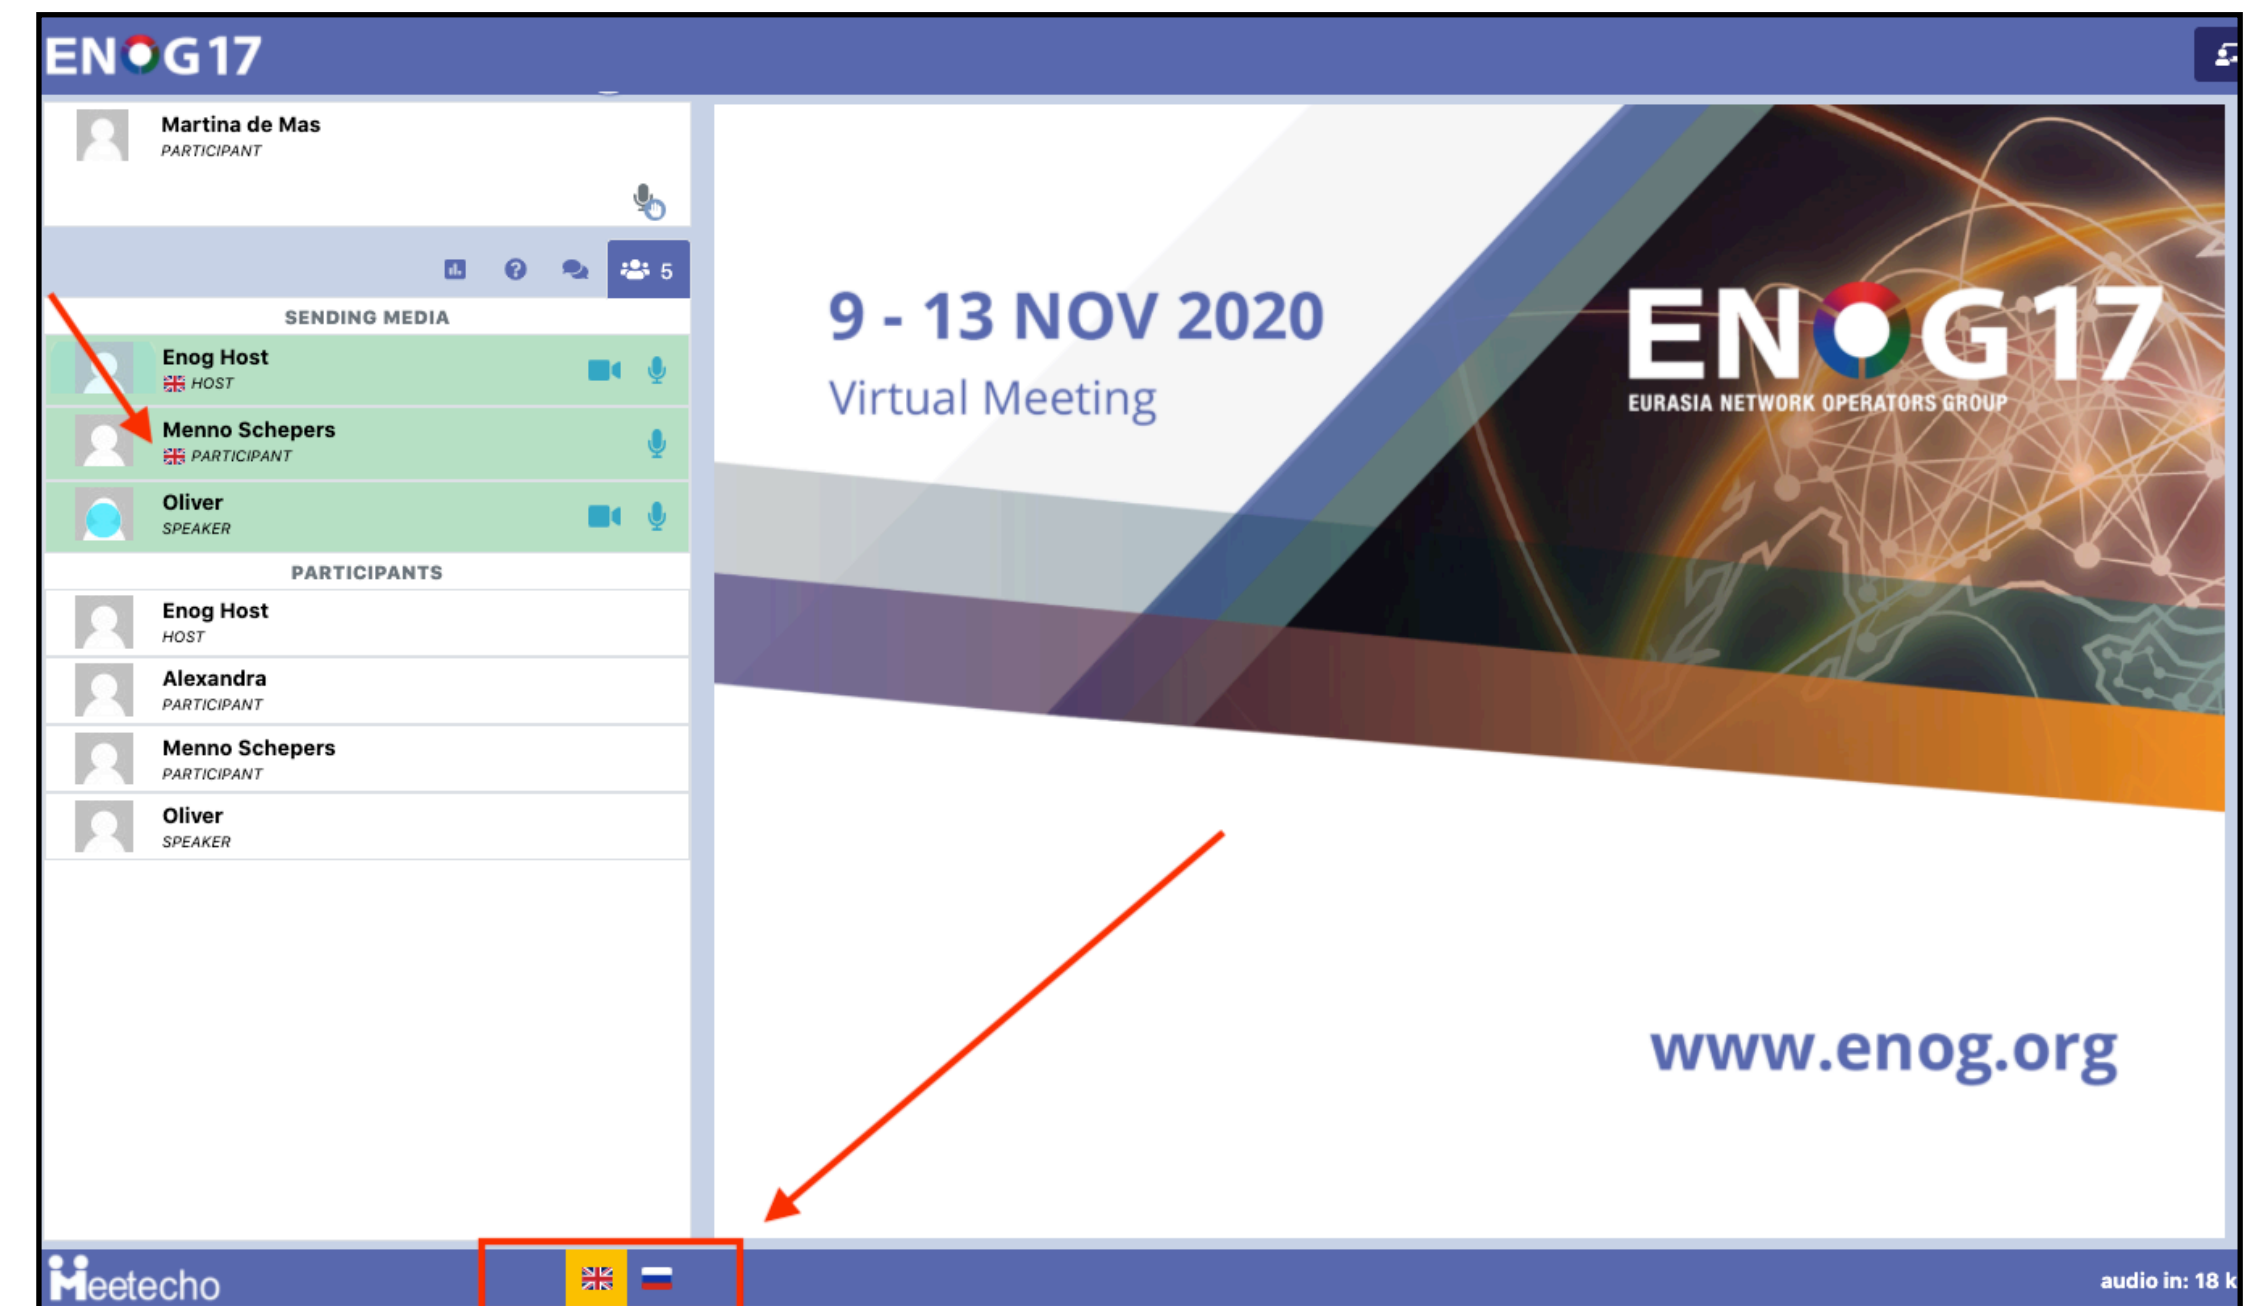 ENOG17
Martina de Mas
PARTICIPANT
5
SENDING MEDIA
Enog Host
HOST
Menno Schepers
PARTICIPANT
Oliver
SPEAKER
PARTICIPANTS
Enog Host
HOST
Alexandra
PARTICIPANT
Menno Schepers
PARTICIPANT
Oliver
SPEAKER
9 - 13 NOV 2020
Virtual Meeting
ENOG17
EURASIA NETWORK OPERATORS GROUP
www.enog.org
Meetecho
audio in: 18 k